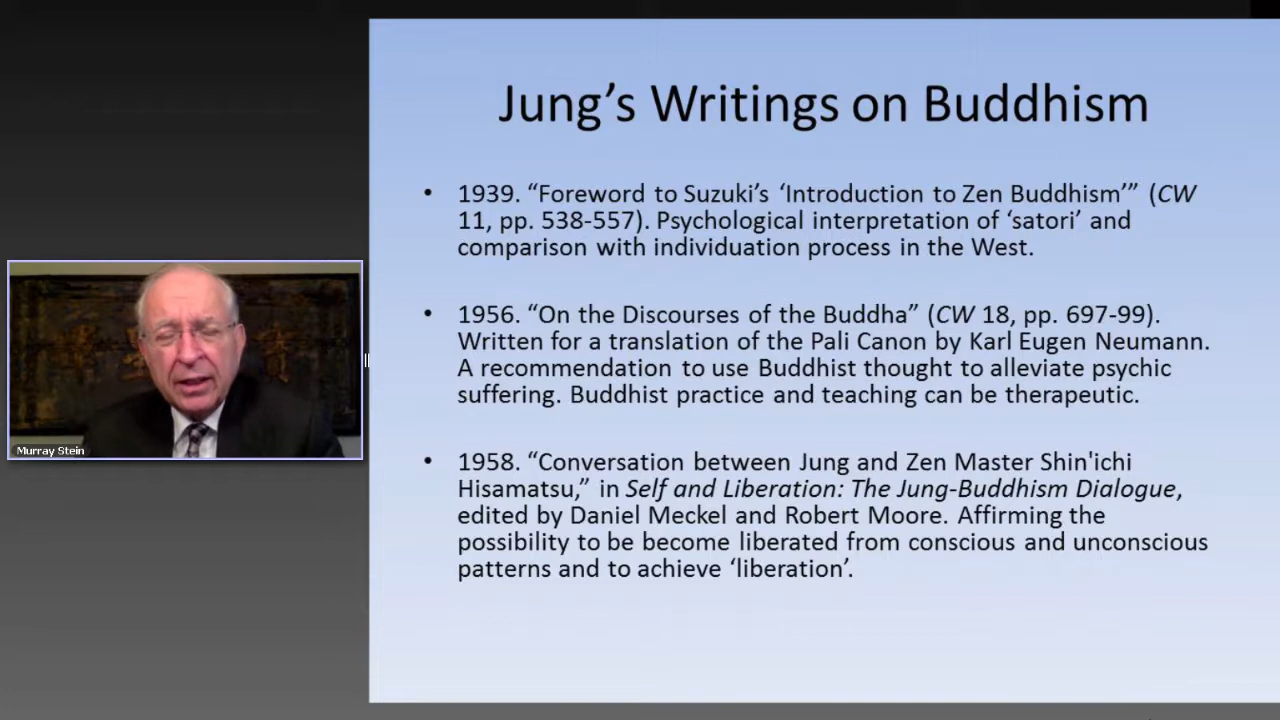 Jung’s Writings on Buddhism
• 1939. “Foreword to Suzuki’s ‘Introduction to Zen Buddhism’” (CW
11, pp. 538-557). Psychological interpretation of ‘satori’ and
comparison with individuation process in the West.
• 1956. “On the Discourses of the Buddha” (CW 18, pp. 697-99).
Written for a translation of the Pali Canon by Karl Eugen Neumann.
A recommendation to use Buddhist thought to alleviate psychic
suffering. Buddhist practice and teaching can be therapeutic.
• 1958. “Conversation between Jung and Zen Master Shin'ichi
Hisamatsu,” in Self and Liberation: The Jung-Buddhism Dialogue,
edited by Daniel Meckel and Robert Moore. Affirming the
possibility to be become liberated from conscious and unconscious
patterns and to achieve ‘liberation’.
Murray Stein